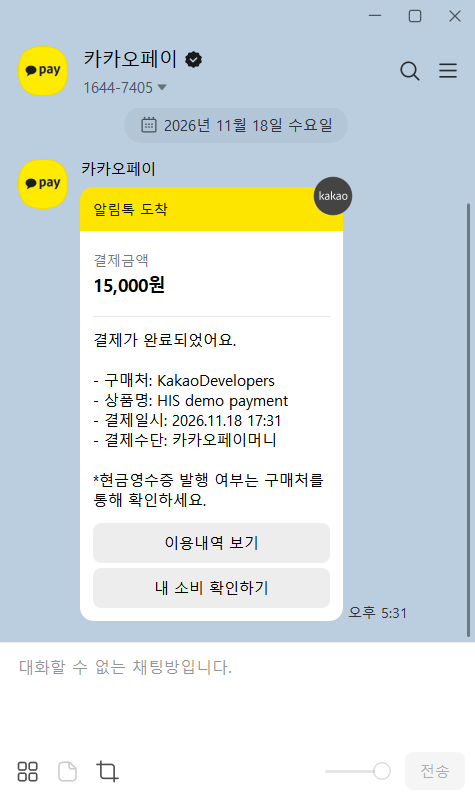 pay
카카오페이
1644-7405
2026년 11월 18일 수요일
pay
카카오페이
kakao
알림톡 도착
결제금액
15,000원
결제가 완료되었어요.
- 구매처: KakaoDevelopers
- 상품명: HIS demo payment
- 결제일시: 2026.11.18 17:31
- 결제수단: 카카오페이머니
*현금영수증 발행 여부는 구매처를
통해 확인하세요.
이용내역 보기
내 소비 확인하기
오후 5:31
대화할 수 없는 채팅방입니다.
전송